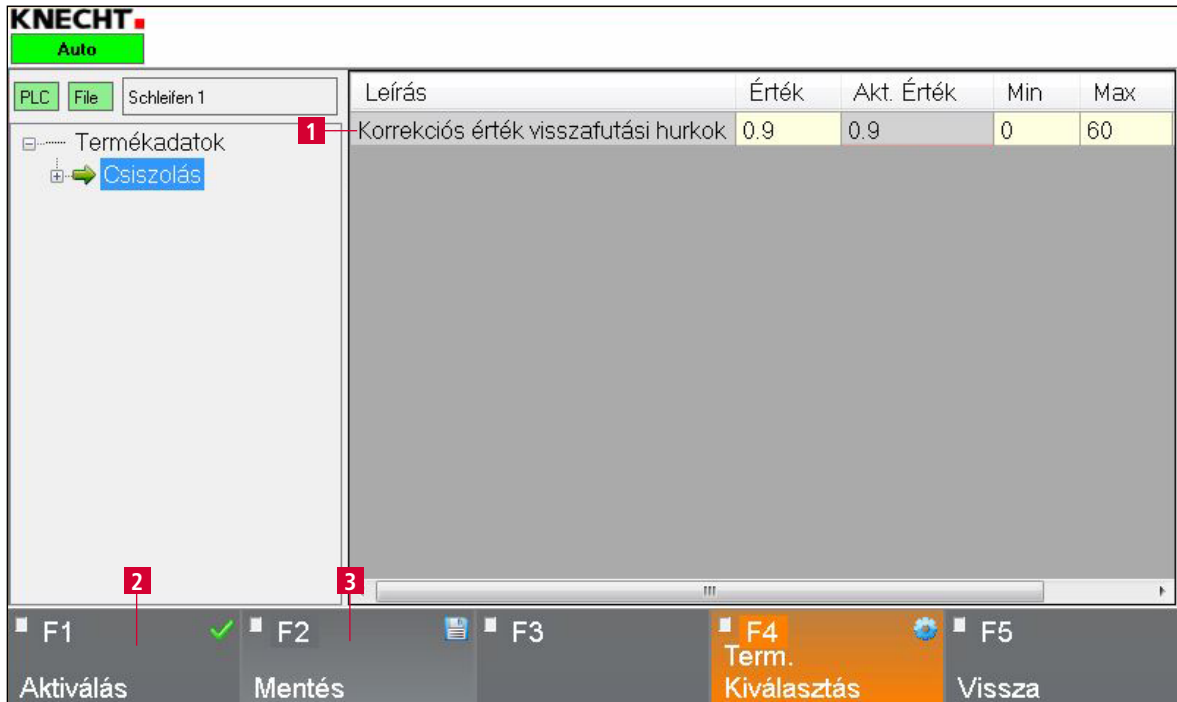 KNECHT
Auto
PLC File Schleifen 1
Termékadatok
Csiszolás
Leírás Érték Akt. Érték Min Max
1 Korrekciós érték visszafutási hurkok 0.9 0.9 0 60
2 3
F1 F2 F3 F4 F5
Term.
Aktiválás Mentés Kiválasztás Vissza